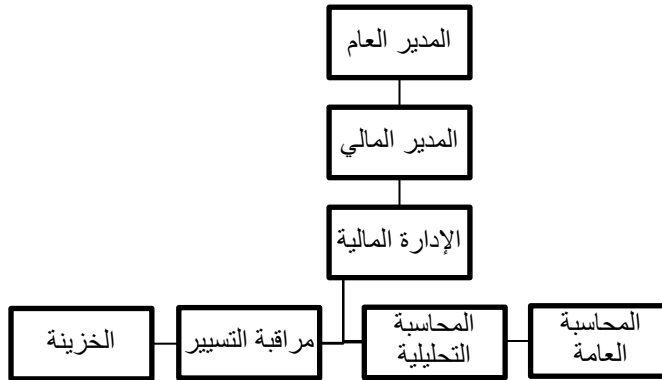 المدير العام
المدير المالي
الإدارة المالية
المحاسبة
العامة
المحاسبة
التحليلية
مراقبة التسيير
الخزينة